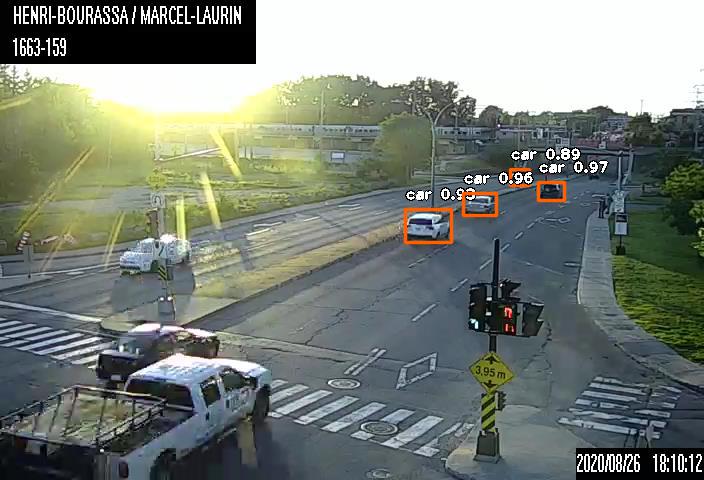 HENRI-BOURASSA / MARCEL-LAURIN
1663-159
car 0.89
car 0.96
car 0.97
car 0.98
3,95 m
2020/08/26 18:10:12